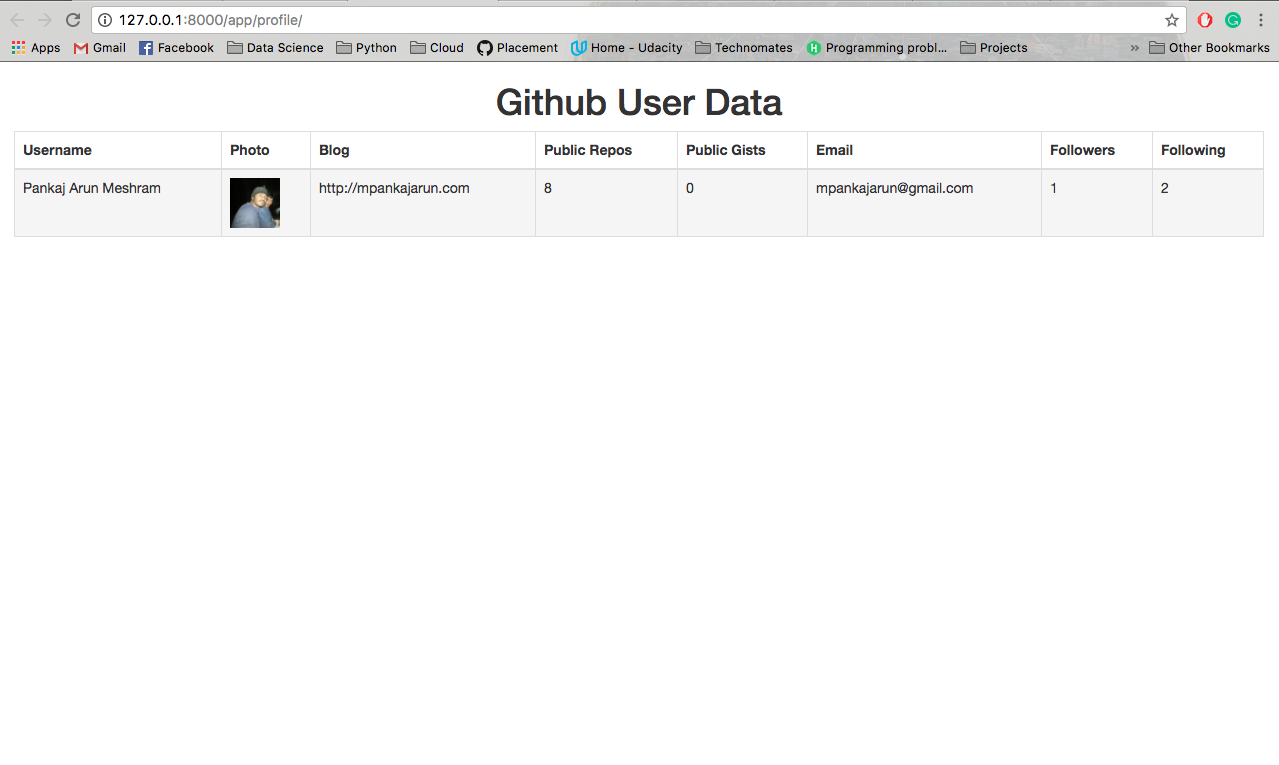 127.0.0.1:8000/app/profile/
Apps Gmail Facebook Data Science Python Cloud Placement Home - Udacity Technomates Programming probl... Projects » Other Bookmarks
Github User Data
Username Photo Blog Public Repos Public Gists Email Followers Following
Pankaj Arun Meshram http://mpankajarun.com 8 0 mpankajarun@gmail.com 1 2